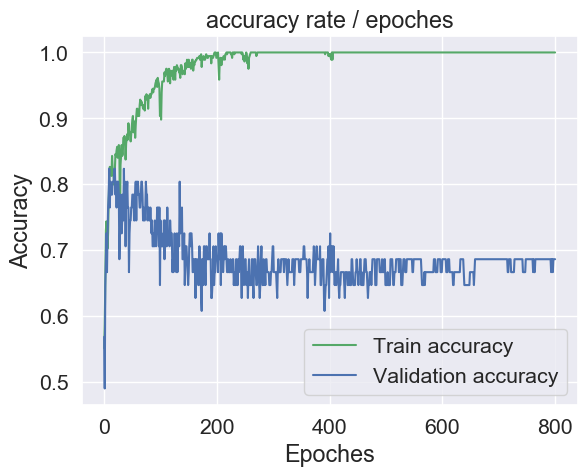 accuracy rate / epoches
1.0
0.9
0.8
0.7
0.6
0.5
Accuracy
Train accuracy
Validation accuracy
0 200 400 600 800
Epoches